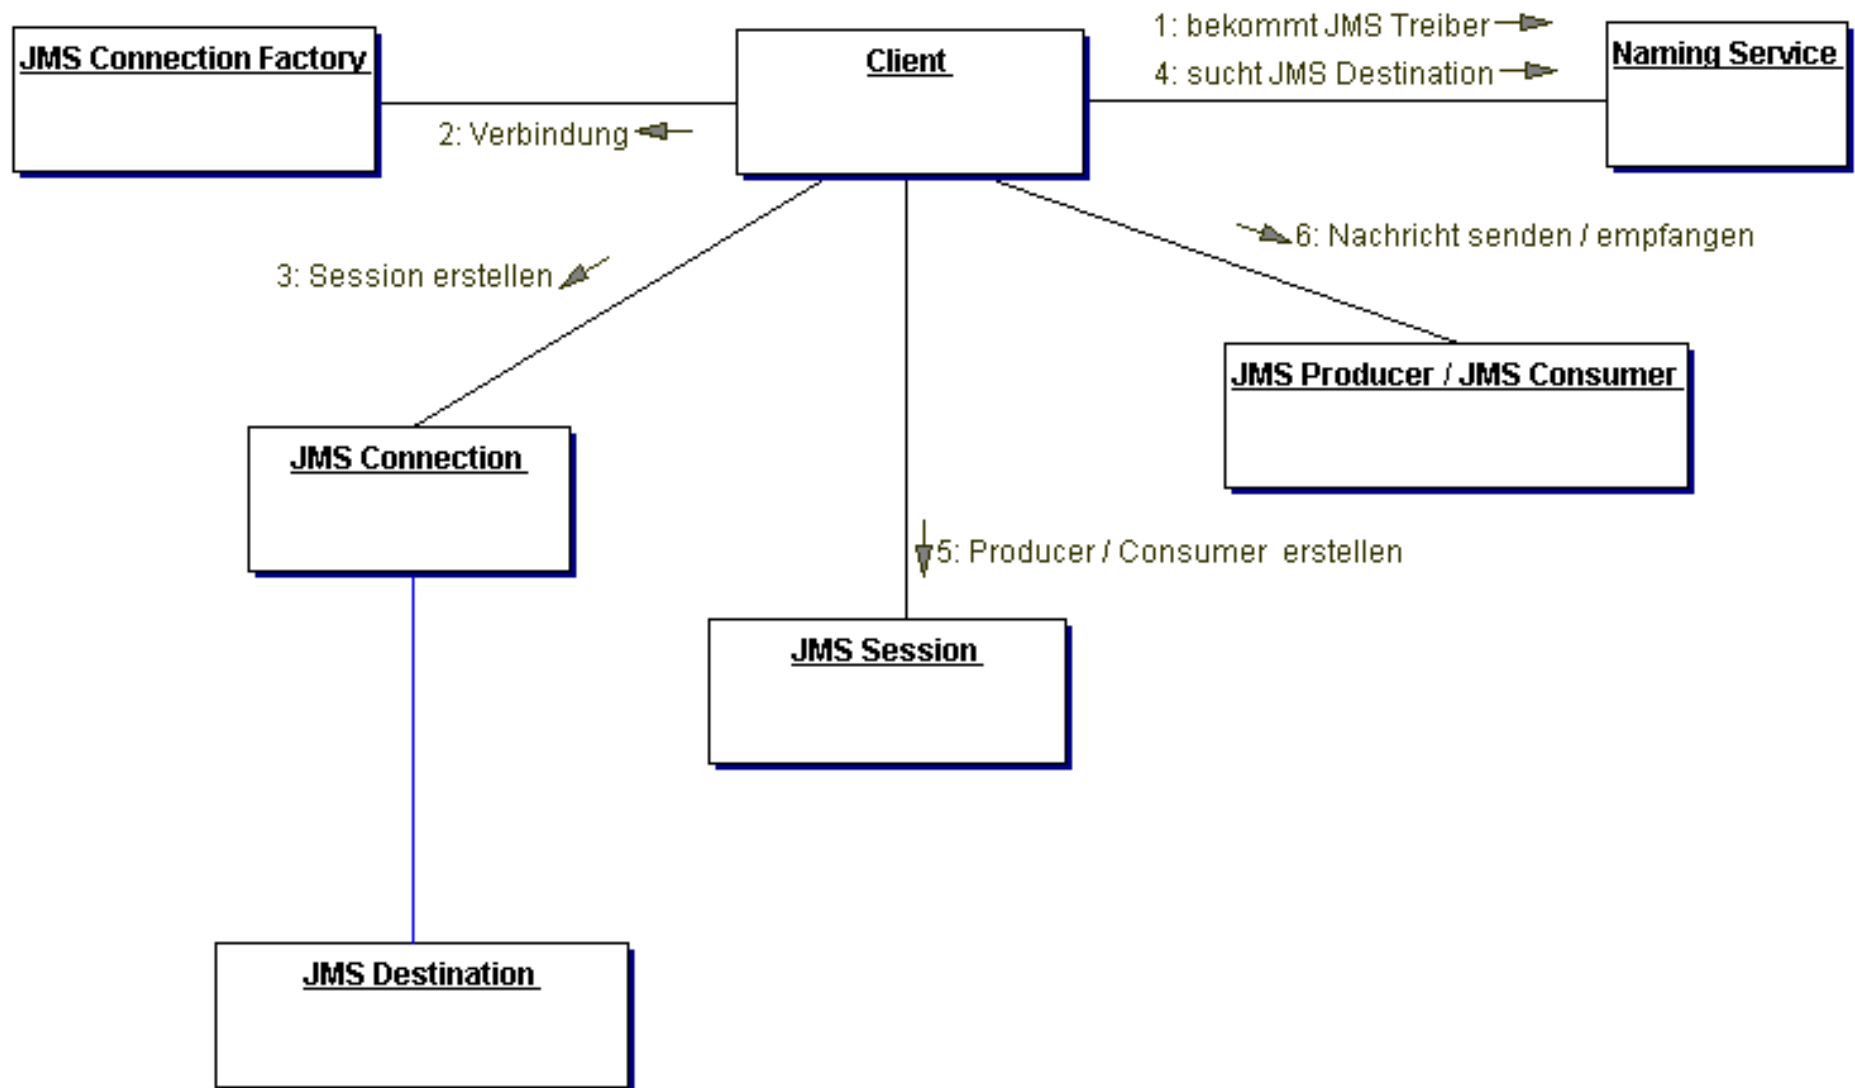 JMS Connection Factory
Client
1: bekommt JMS Treiber
4: sucht JMS Destination
Naming Service
2: Verbindung
3: Session erstellen
6: Nachricht senden / empfangen
JMS Producer / JMS Consumer
JMS Connection
5: Producer / Consumer erstellen
JMS Session
JMS Destination